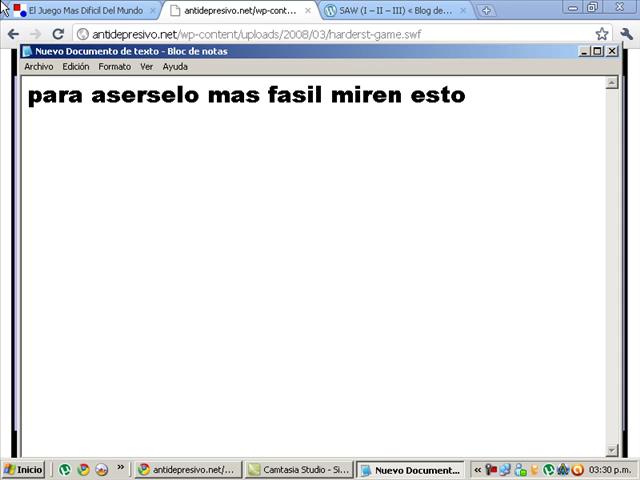 El Juego Mas Dificil Del Mundo
antidepresivo.net/wp-cont...
SAW (I – II – III) « Blog de...
antidepresivo.net/wp-content/uploads/2008/03/harderst-game.swf
Nuevo Documento de texto - Bloc de notas
Archivo Edición Formato Ver Ayuda
para aserselo mas fasil miren esto
Inicio
antidepresivo.net/...
Camtasia Studio - Si...
Nuevo Document...
03:30 p.m.